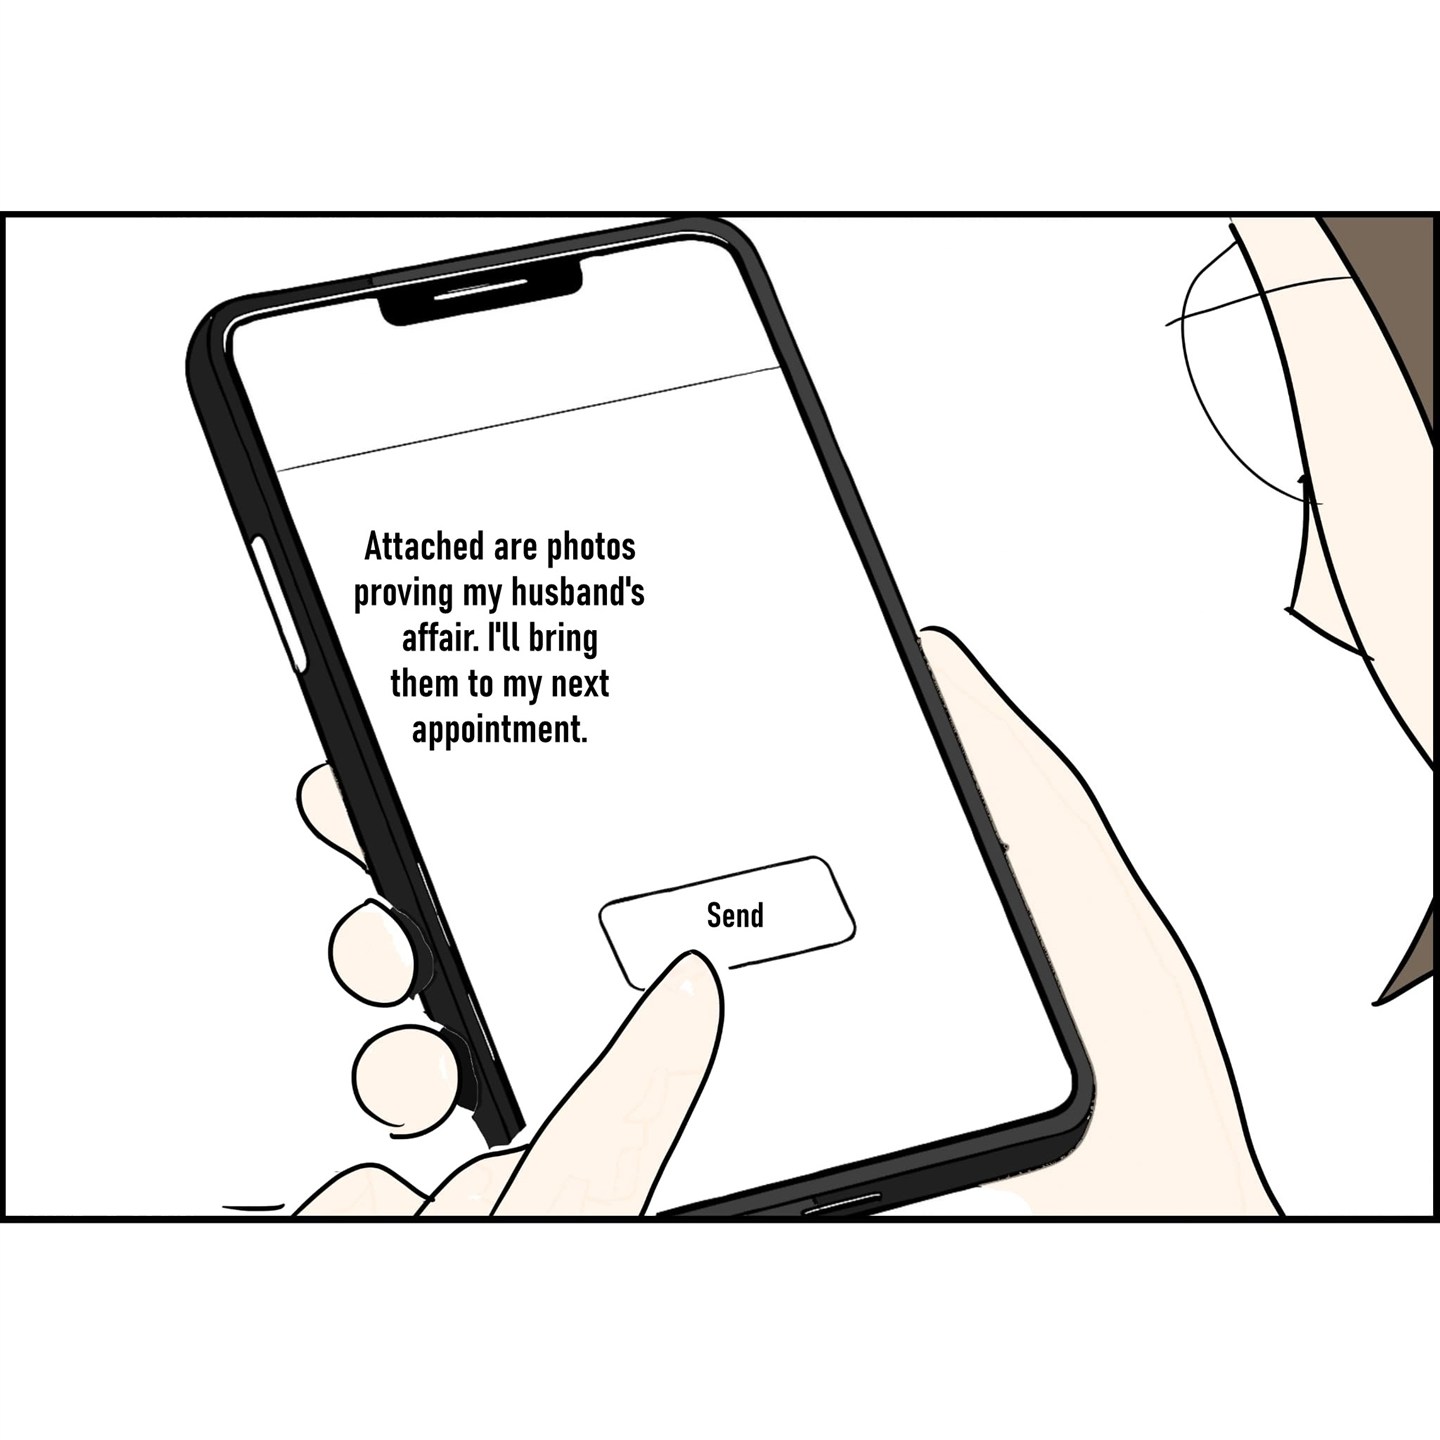 Attached are photos
proving my husband's
affair. I'll bring
them to my next
appointment.
Send